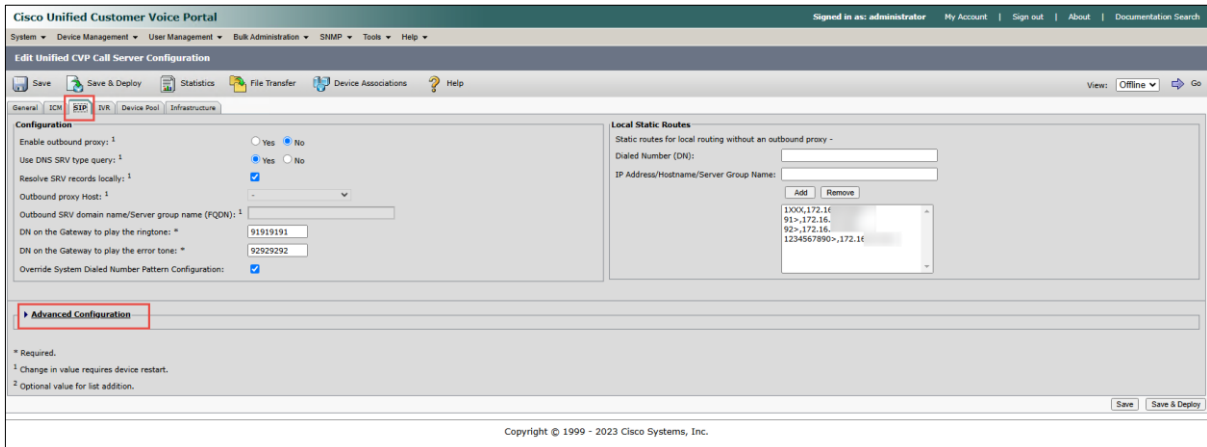 Cisco Unified Customer Voice Portal
Signed in as: administrator My Account | Sign out | About | Documentation Search
System Device Management User Management Bulk Administration SNMP Tools Help
Edit Unified CVP Call Server Configuration
Save Save & Deploy Statistics File Transfer Device Associations Help View: Offline Go
General ICM SIP IVR Device Pool Infrastructure
Configuration
Enable outbound proxy: 1 Yes No
Use DNS SRV type query: 1 Yes No
Resolve SRV records locally: 1
Outbound proxy Host: 1 -
Outbound SRV domain name/Server group name (FQDN): 1
DN on the Gateway to play the ringtone: * 91919191
DN on the Gateway to play the error tone: * 92929292
Override System Dialed Number Pattern Configuration:
Local Static Routes
Static routes for local routing without an outbound proxy -
Dialed Number (DN):
IP Address/Hostname/Server Group Name:
Add Remove
1XXX,172.16
91>,172.16.
92>,172.16.
1234567890>,172.16
Advanced Configuration
* Required.
1 Change in value requires device restart.
2 Optional value for list addition.
Save Save & Deploy
Copyright © 1999 - 2023 Cisco Systems, Inc.